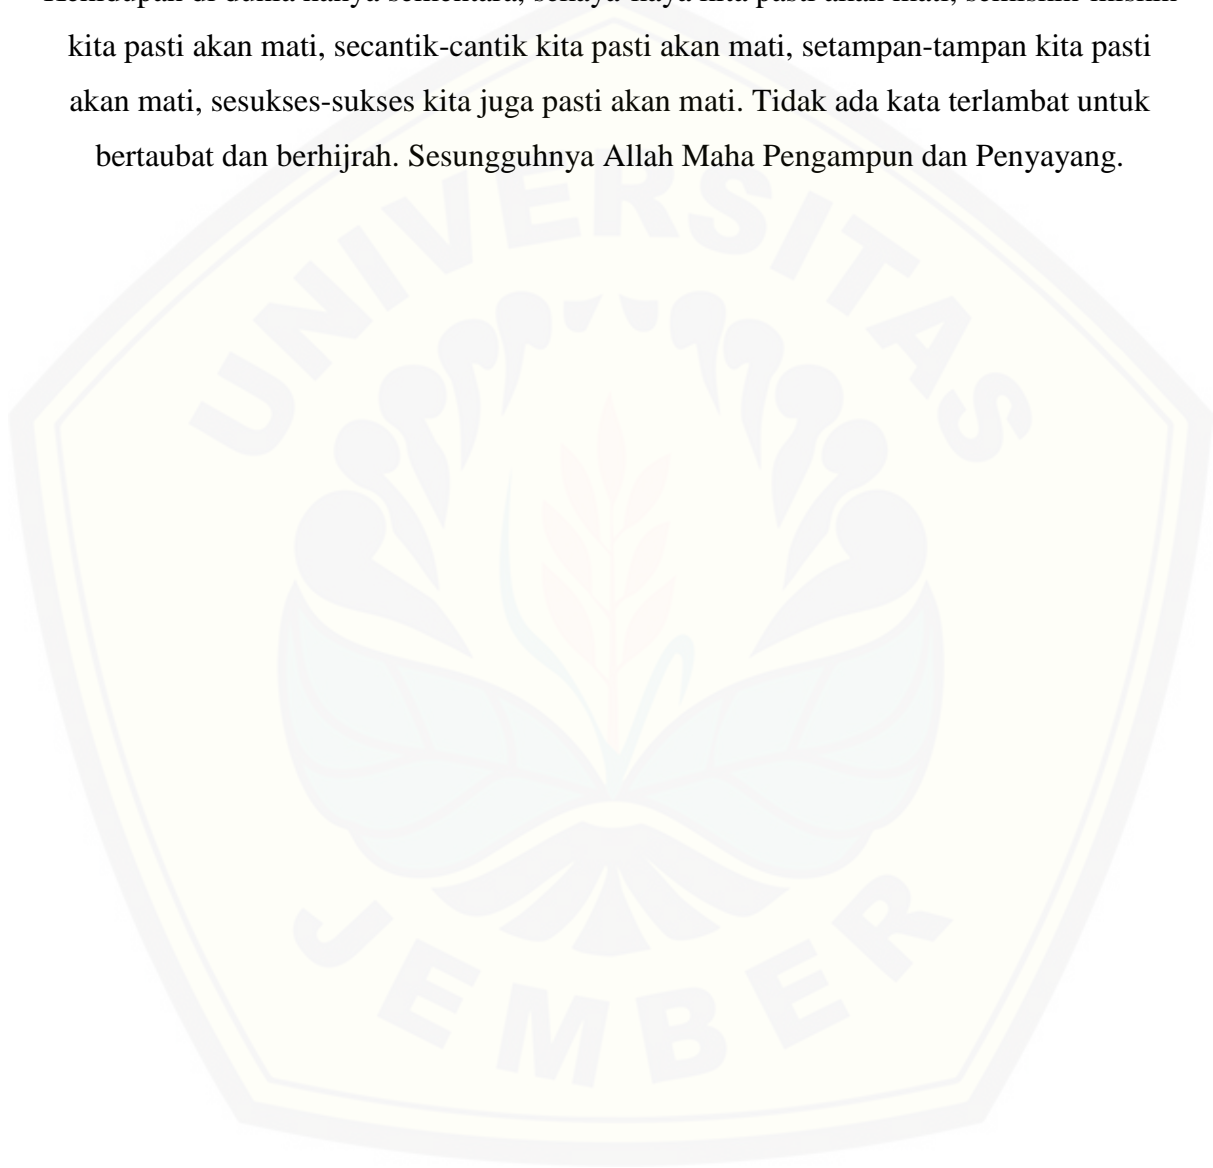 kita pasti akan mati, secantik-cantik kita pasti akan mati, setampan-tampan kita pasti
akan mati, sesukses-sukses kita juga pasti akan mati. Tidak ada kata terlambat untuk
bertaubat dan berhijrah. Sesungguhnya Allah Maha Pengampun dan Penyayang.
UNIVERSITAS
JEMBER